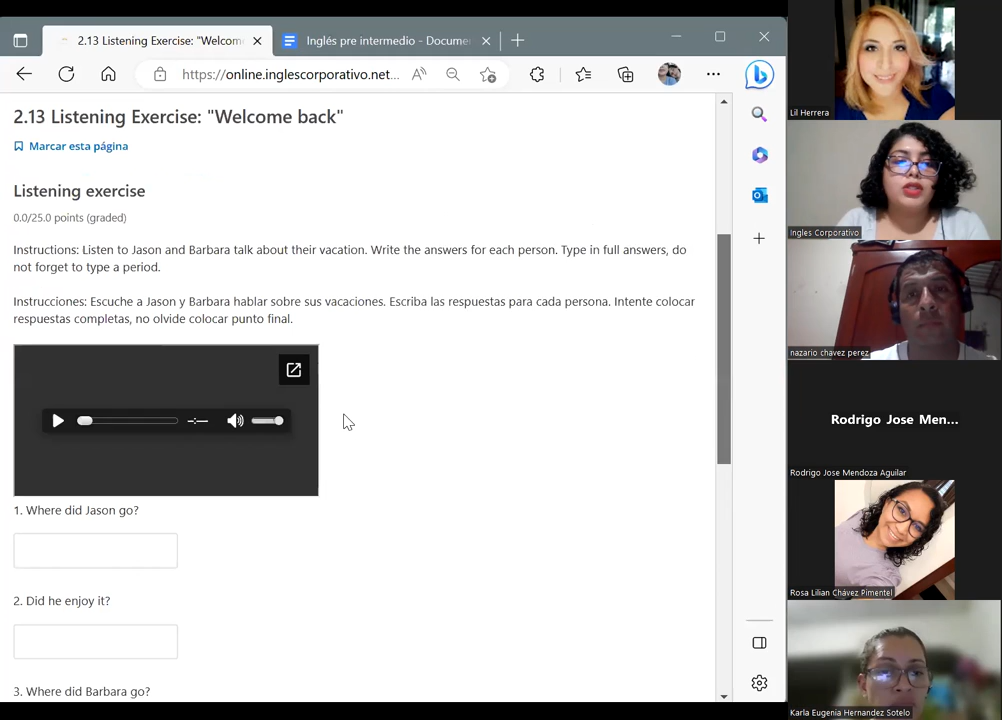 2.13 Listening Exercise: "Welcom
Inglés pre intermedio - Docume
https://online.inglescorporativo.net...
2.13 Listening Exercise: "Welcome back"
Marcar esta página
Listening exercise
0.0/25.0 points (graded)
Instructions: Listen to Jason and Barbara talk about their vacation. Write the answers for each person. Type in full answers, do
not forget to type a period.
Instrucciones: Escuche a Jason y Barbara hablar sobre sus vacaciones. Escriba las respuestas para cada persona. Intente colocar
respuestas completas, no olvide colocar punto final.
-:--
1. Where did Jason go?
2. Did he enjoy it?
3. Where did Barbara go?
Lil Herrera
Ingles Corporativo
nazario chavez perez
Rodrigo Jose Men...
Rodrigo Jose Mendoza Aguilar
Rosa Lilian Chávez Pimentel
Karla Eugenia Hernandez Sotelo